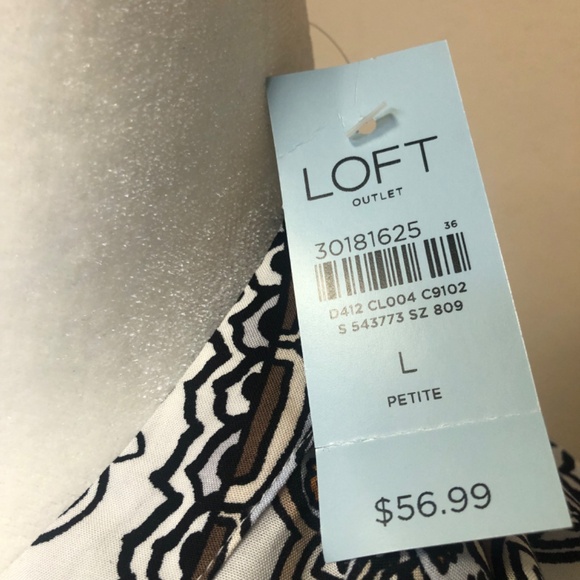 LOFT
OUTLET
30181625 36
D412 CL004 C9102
S 543773 SZ 809
L
PETITE
$56.99